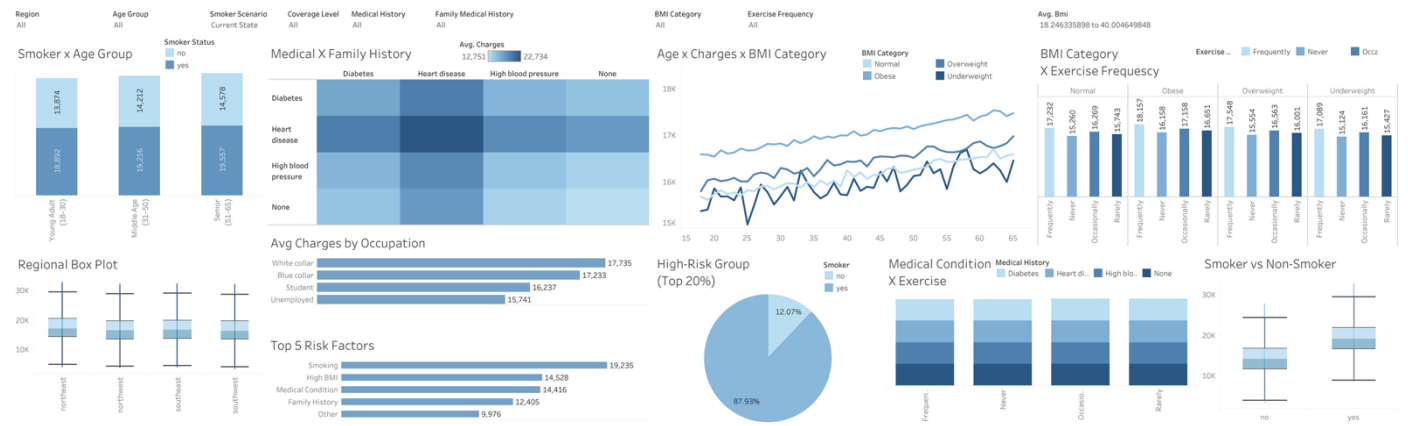 Region
Age Group
Smoker Scenario
Coverage Level
Medical History
Family Medical History
BMI Category
Exercise Frequency
Avg. Bmi
All
All
Current State
All
All
All
All
All
18.246335898 to 40.004649848
Smoker x Age Group
Smoker Status
no
yes
13,874
14,212
14,578
18,892
19,216
19,557
Young Adult
(18-30)
Middle Age
(31-50)
Senior
(51-65)
Medical X Family History
Avg. Charges
12,751
22,734
Diabetes
Heart disease
High blood pressure
None
Diabetes
Heart
disease
High blood
pressure
None
Age x Charges x BMI Category
BMI Category
Normal
Overweight
Obese
Underweight
18K
17K
16K
15K
15
20
25
30
35
40
45
50
55
60
65
BMI Category
X Exercise Frequescy
Exercise ..
Frequently
Never
Occa
Normal
Obese
Overweight
Underweight
17,232
15,260
16,269
15,743
18,157
16,158
17,158
16,651
17,548
15,554
16,563
16,001
17,089
15,124
16,161
15,427
Frequently
Never
Occasionally
Rarely
Frequently
Never
Occasionally
Rarely
Frequently
Never
Occasionally
Rarely
Frequently
Never
Occasionally
Rarely
Regional Box Plot
30K
20K
10K
northeast
northwest
southeast
southwest
Avg Charges by Occupation
White collar
17,735
Blue collar
17,233
Student
16,237
Unemployed
15,741
Top 5 Risk Factors
Smoking
19,235
High BMI
14,528
Medical Condition
14,416
Family History
12,405
Other
9,976
High-Risk Group
(Top 20%)
Smoker
no
yes
12.07%
87.93%
Medical Condition
X Exercise
Medical History
Diabetes
Heart di..
High blo..
None
Frequen..
Never
Occasio..
Rarely
Smoker vs Non-Smoker
30K
20K
10K
no
yes